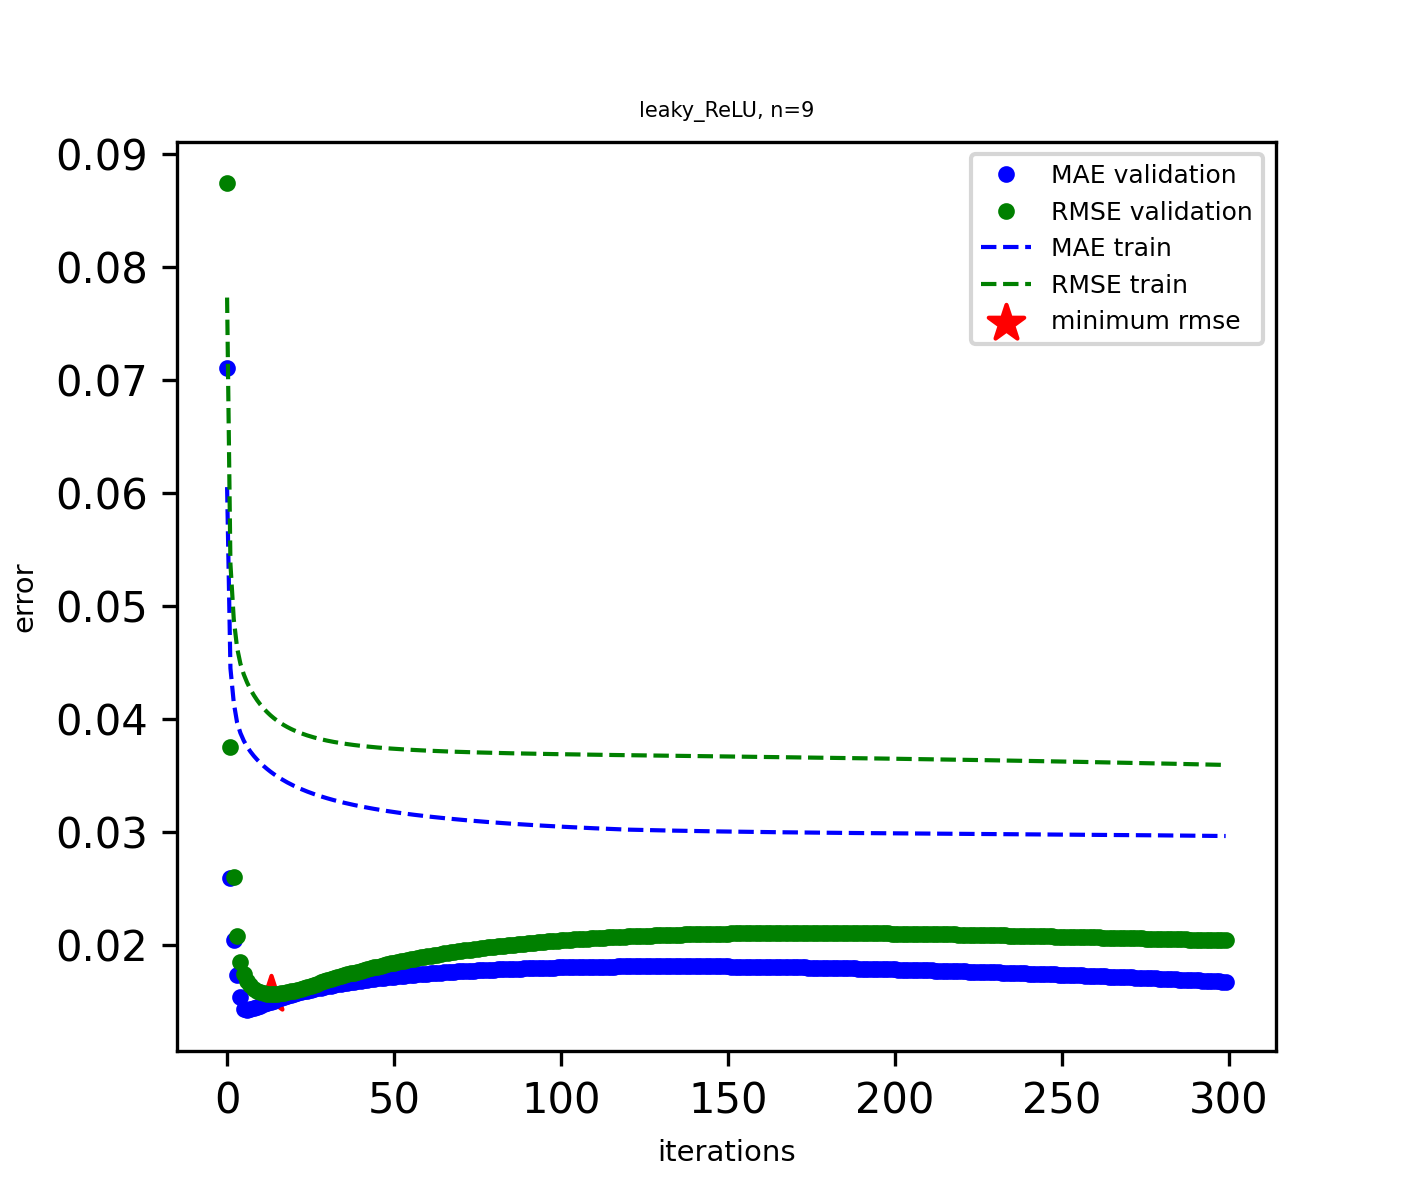 leaky_ReLU, n=9
0.09
0.08
0.07
0.06
0.05
0.04
0.03
0.02
error
MAE validation
RMSE validation
MAE train
RMSE train
minimum rmse
0 50 100 150 200 250 300
iterations